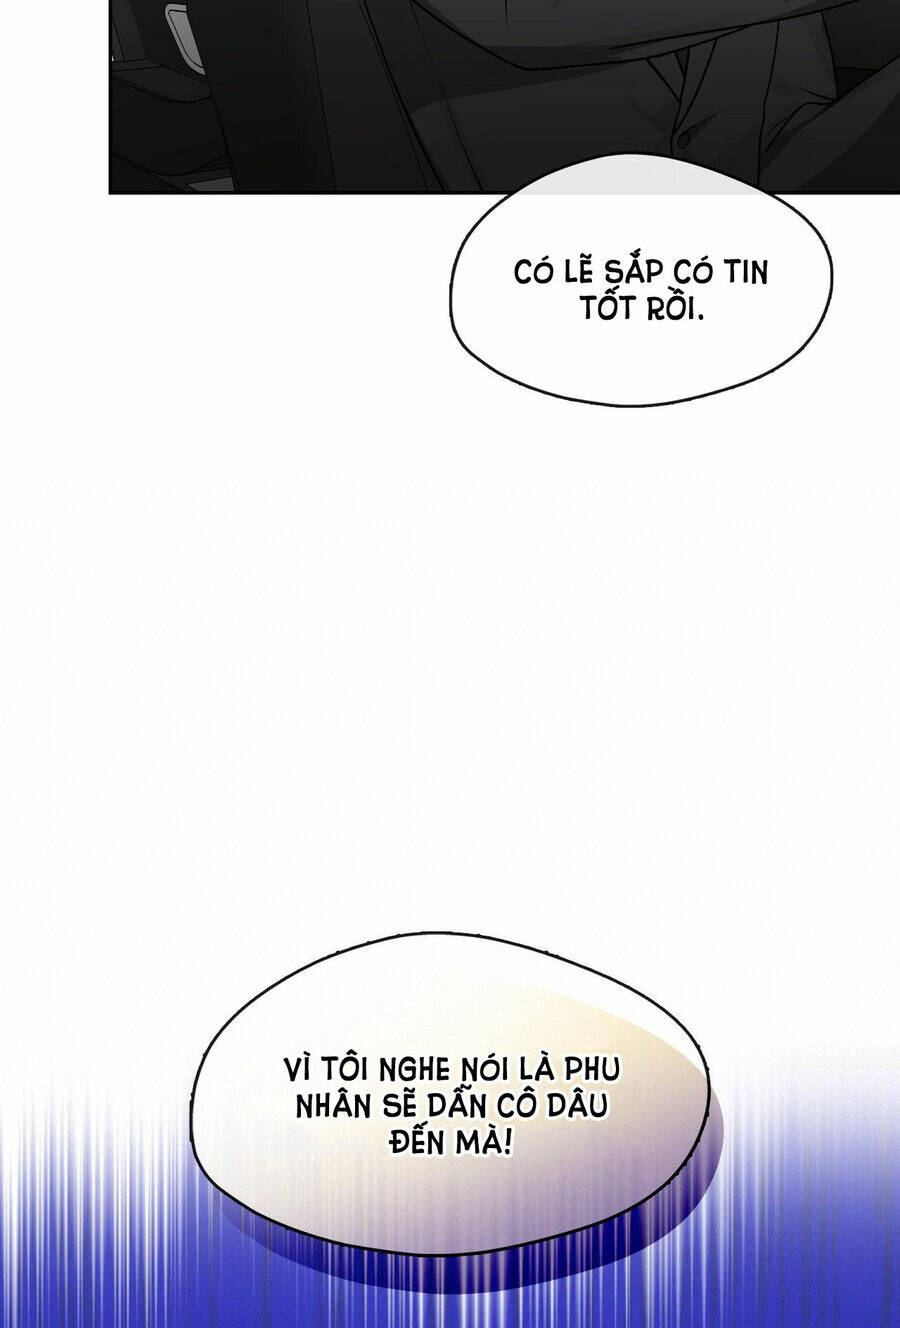 CÓ LẼ SẮP CÓ TIN
TỐT RỒI.
VÌ TÔI NGHE NÓI LÀ PHU
NHÂN SẼ DẪN CÔ DÂU
ĐẾN MÀ!